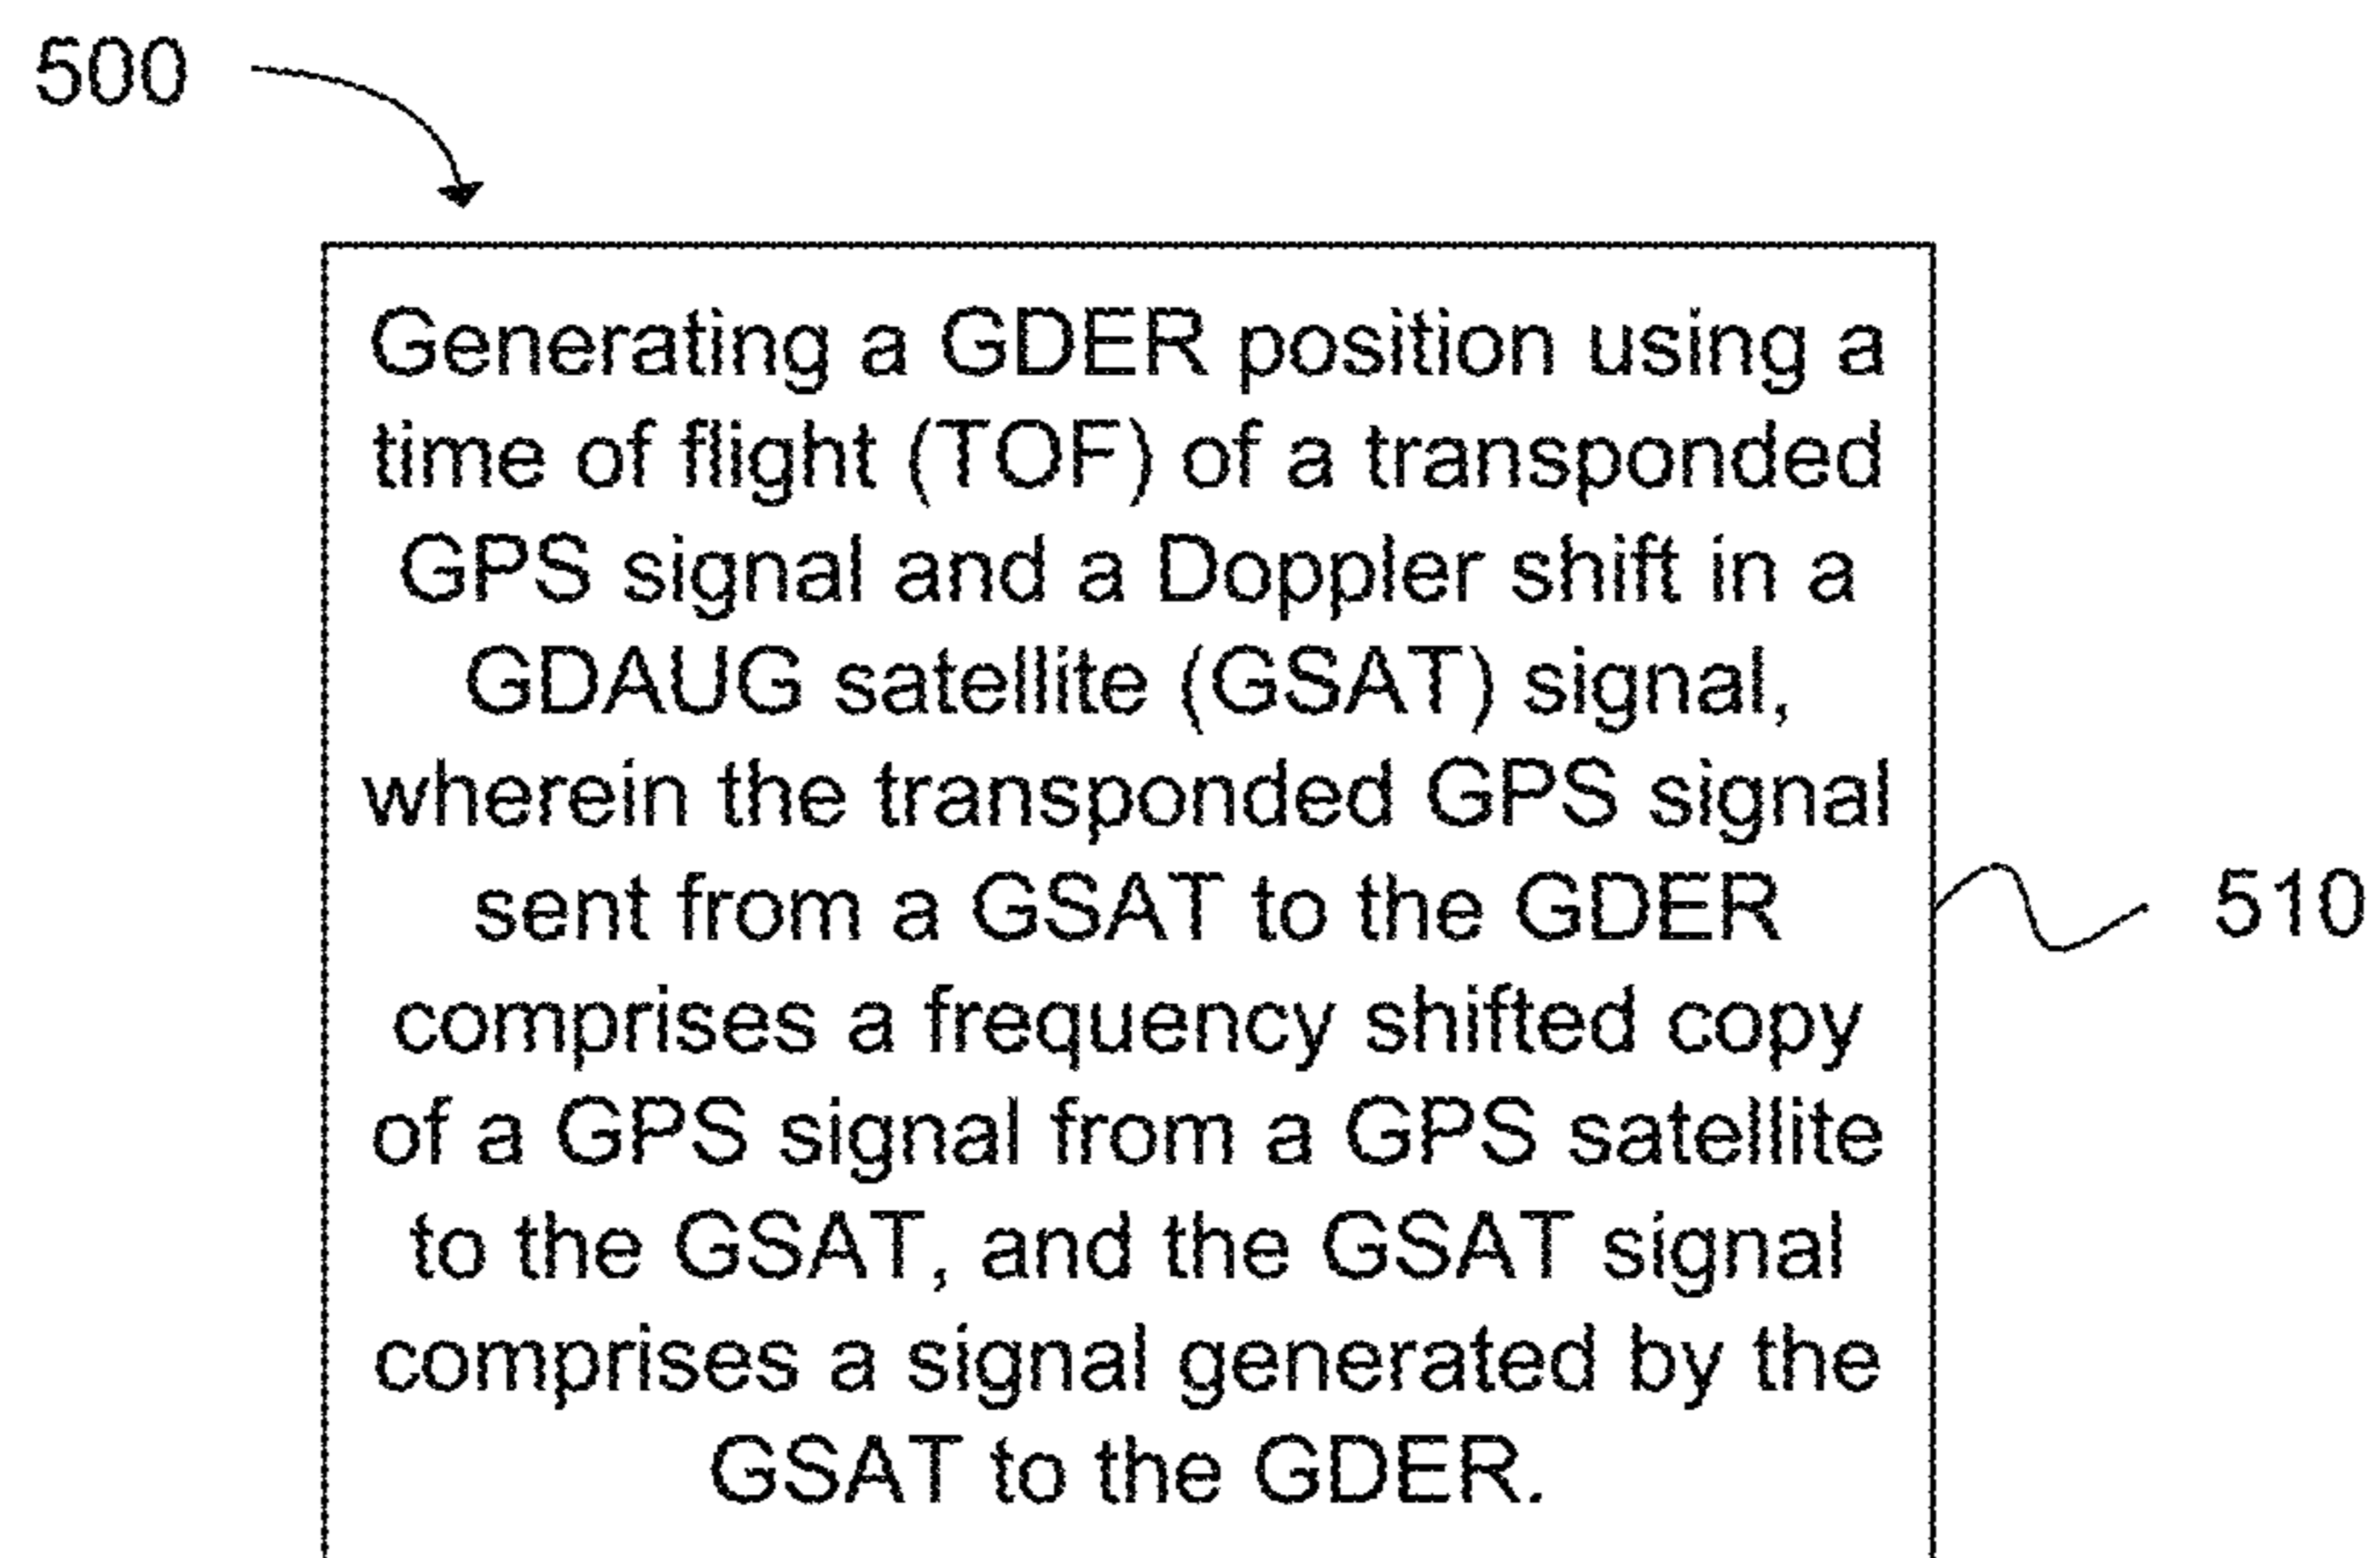 500
Generating a GDER position using a
time of flight (TOF) of a transponded
GPS signal and a Doppler shift in a
GDAUG satellite (GSAT) signal,
wherein the transponded GPS signal
sent from a GSAT to the GDER
510
comprises a frequency shifted copy
of a GPS signal from a GPS satellite
to the GSAT, and the GSAT signal
comprises a signal generated by the
GSAT to the GDER.